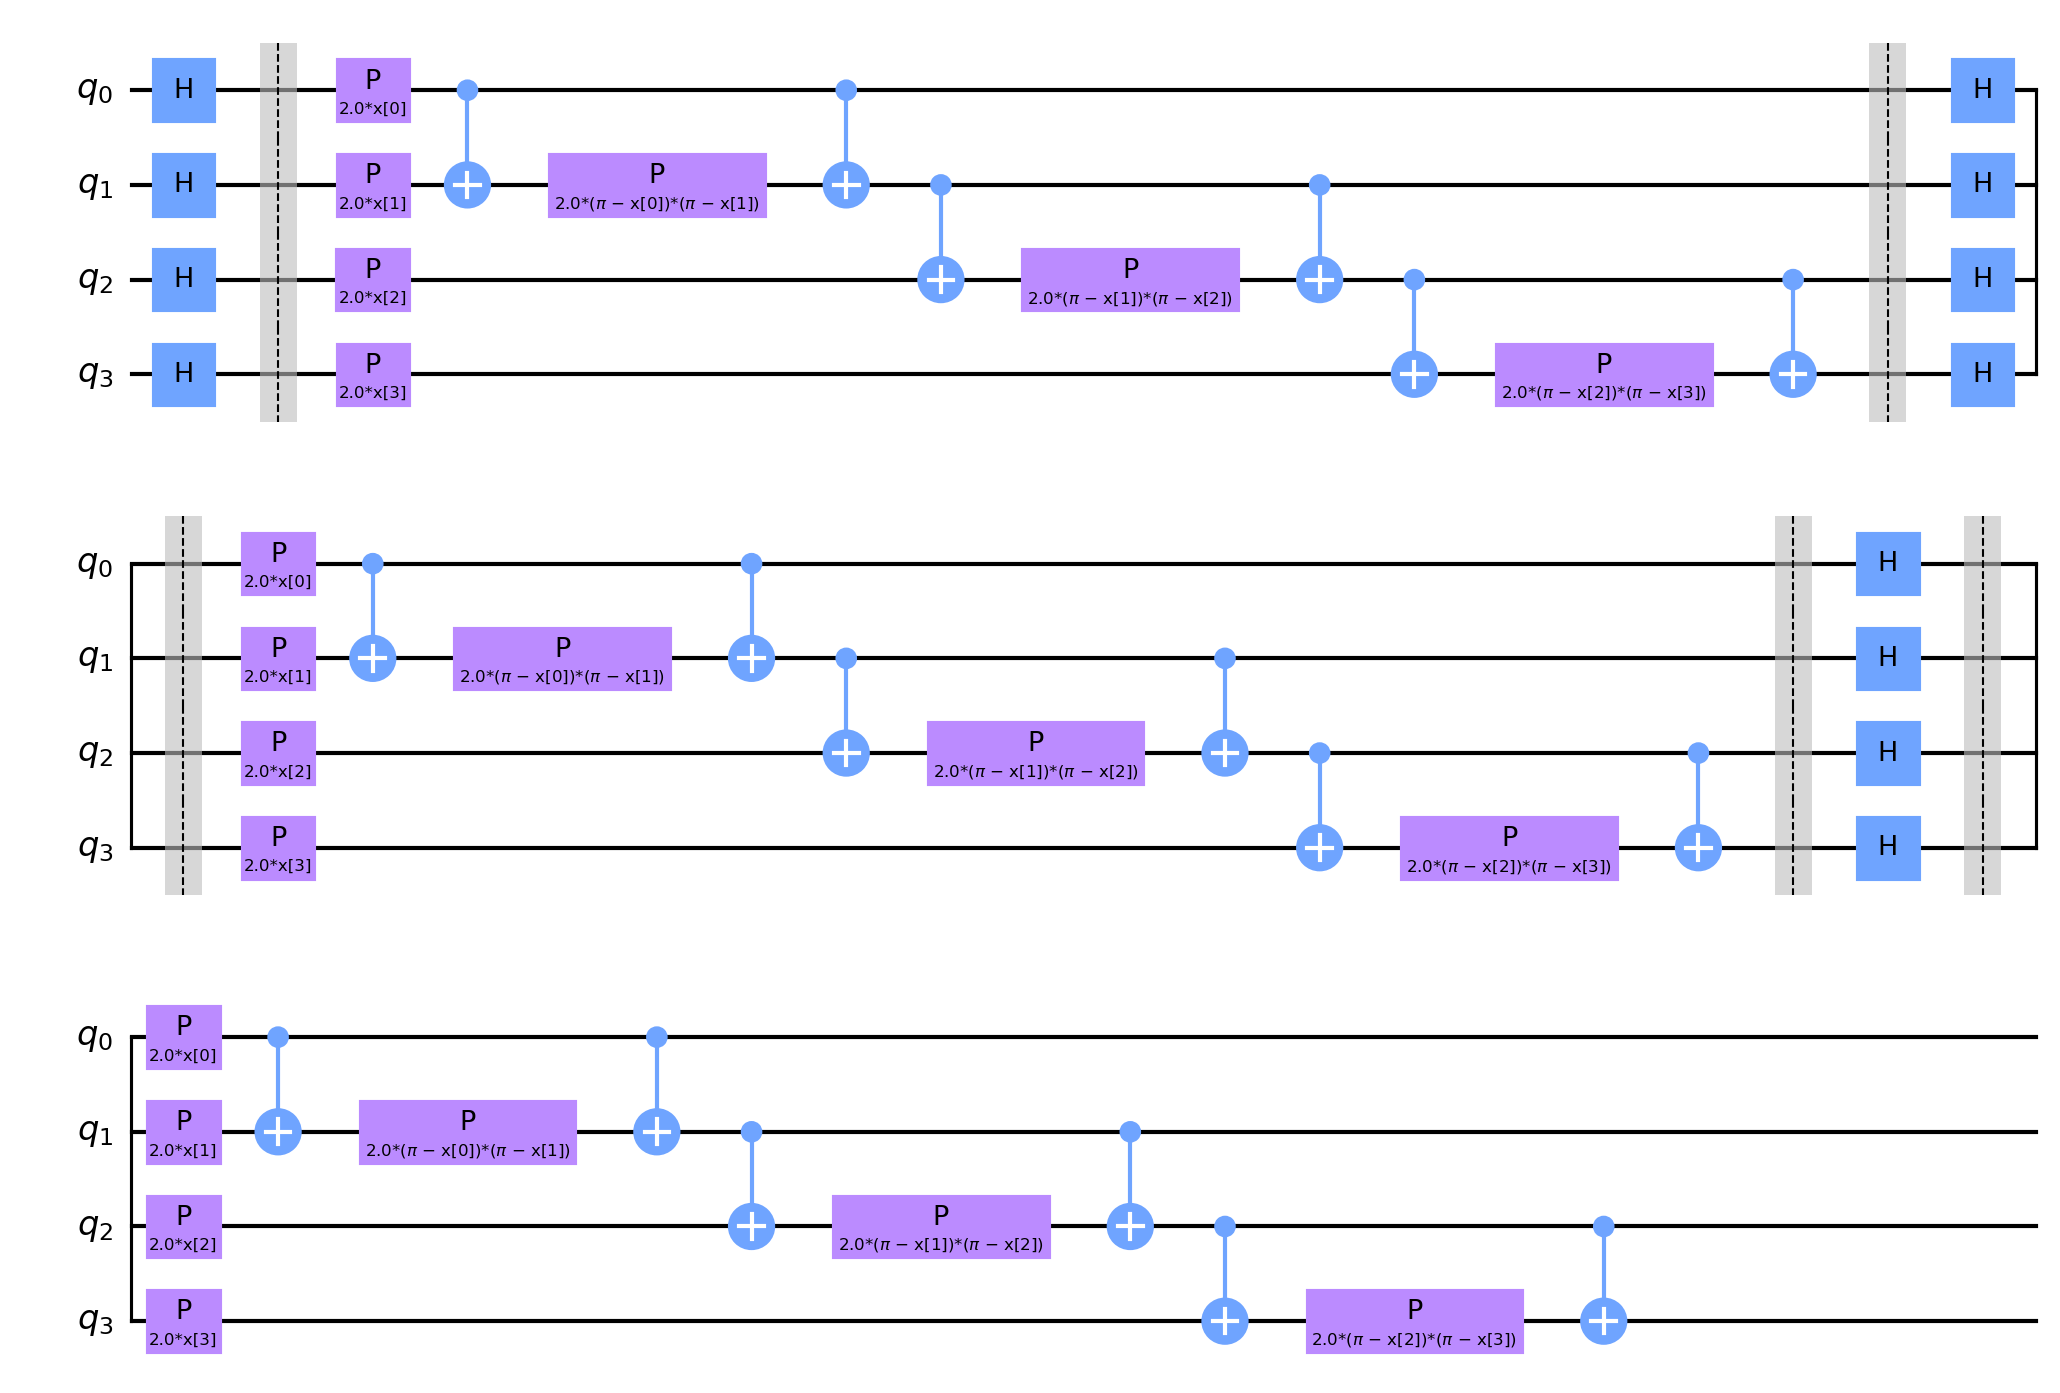 q0 H P 2.0*x[0] H
q1 H P 2.0*x[1] P 2.0*(π − x[0])*(π − x[1]) H
q2 H P 2.0*x[2] P 2.0*(π − x[1])*(π − x[2]) H
q3 H P 2.0*x[3] P 2.0*(π − x[2])*(π − x[3]) H
q0 P 2.0*x[0] H
q1 P 2.0*x[1] P 2.0*(π − x[0])*(π − x[1]) H
q2 P 2.0*x[2] P 2.0*(π − x[1])*(π − x[2]) H
q3 P 2.0*x[3] P 2.0*(π − x[2])*(π − x[3]) H
q0 P 2.0*x[0]
q1 P 2.0*x[1] P 2.0*(π − x[0])*(π − x[1])
q2 P 2.0*x[2] P 2.0*(π − x[1])*(π − x[2])
q3 P 2.0*x[3] P 2.0*(π − x[2])*(π − x[3])